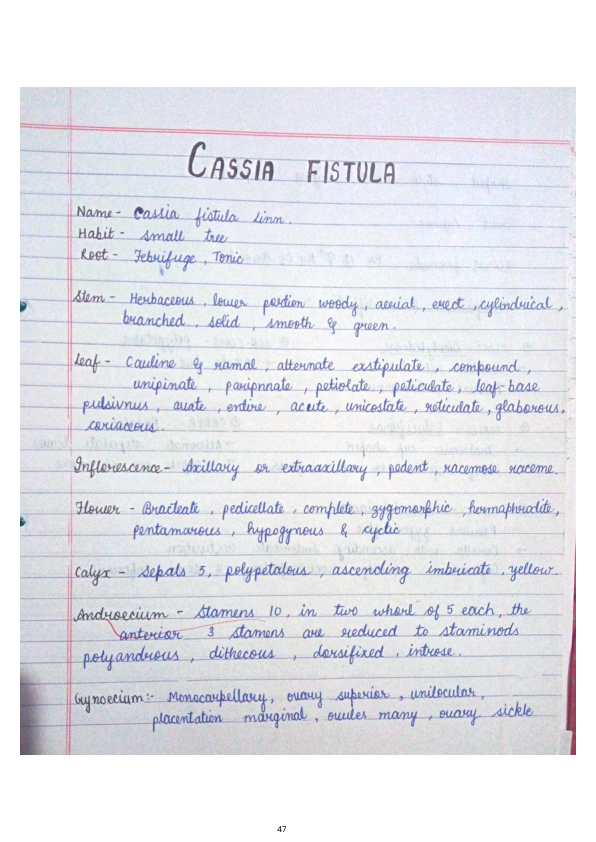 CASSIA FISTULA
Name - Cassia fistula Linn.
Habit - small tree
Root - Febrifuge, Tonic
Stem - Herbaceous, lower portion woody, aerial, erect, cylindrical,
branched, solid, smooth & green.
Leaf - Cauline & ramal, alternate exstipulate, compound,
unipinate, paripnnate, petiolate, peticulate, leaf-base
pulsivnus, avate, entire, acute, unicostate, reticulate, glaborous.
coriaceous.
Inflorescence - Axillary or extraaxillary, pedent, racemose raceme.
Flower - Bracteate, pedicellate, complete, zygomorphic, hermaphrodite,
pentamarous, hypogynous & cyclic
Calyx - Sepals 5, polypetalous, ascending imbricate, yellow.
Androecium - Stamens 10, in two whorl of 5 each, the
anterior 3 stamens are reduced to staminods
polyandrous, dithecous, dorsifixed, introse.
Gynoecium:- Monocarpellary, ovary superior, unilocular,
placentation marginal, ovules many, ovary sickle
47